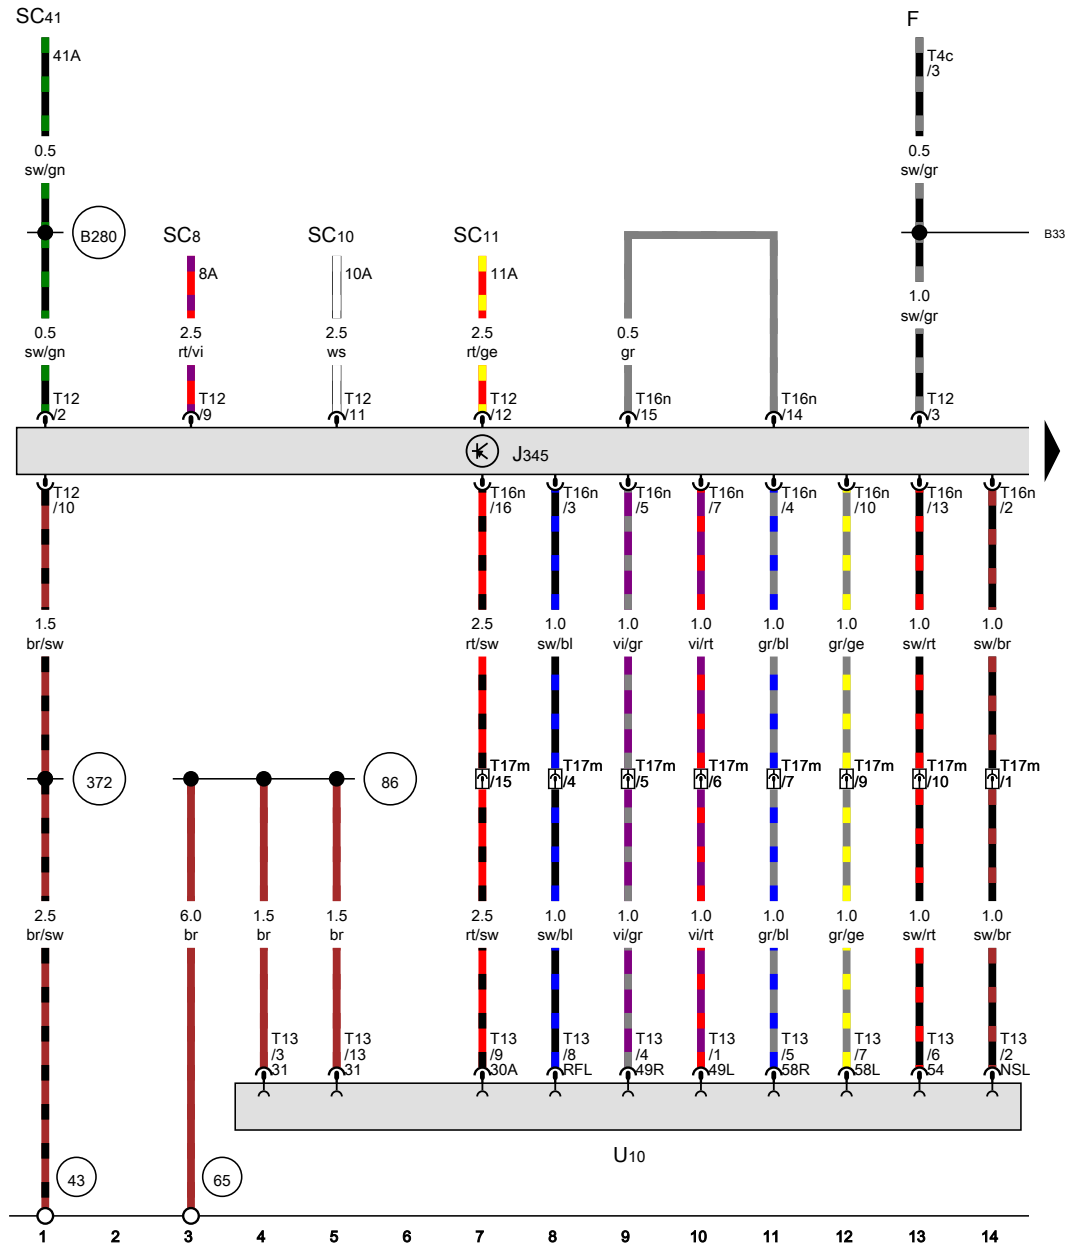 SC41
F
41A
T4c
/3
0.5
sw/gn
0.5
sw/gr
B280
SC8
SC10
SC11
B33
8A
10A
11A
1.0
sw/gr
0.5
sw/gn
2.5
rt/vi
2.5
ws
2.5
rt/ge
0.5
gr
T12
/2
T12
/9
T12
/11
T12
/12
T16n
/15
T16n
/14
T12
/3
J345
T12
/10
T16n
/16
T16n
/3
T16n
/5
T16n
/7
T16n
/4
T16n
/10
T16n
/13
T16n
/2
1.5
br/sw
2.5
rt/sw
1.0
sw/bl
1.0
vi/gr
1.0
vi/rt
1.0
gr/bl
1.0
gr/ge
1.0
sw/rt
1.0
sw/br
372
86
T17m
/15
T17m
/4
T17m
/5
T17m
/6
T17m
/7
T17m
/9
T17m
/10
T17m
/1
2.5
br/sw
6.0
br
1.5
br
1.5
br
2.5
rt/sw
1.0
sw/bl
1.0
vi/gr
1.0
vi/rt
1.0
gr/bl
1.0
gr/ge
1.0
sw/rt
1.0
sw/br
T13
/3
31
T13
/13
31
T13
/9
30A
T13
/8
RFL
T13
/4
49R
T13
/1
49L
T13
/5
58R
T13
/7
58L
T13
/6
54
T13
/2
NSL
U10
43
65
1 2 3 4 5 6 7 8 9 10 11 12 13 14